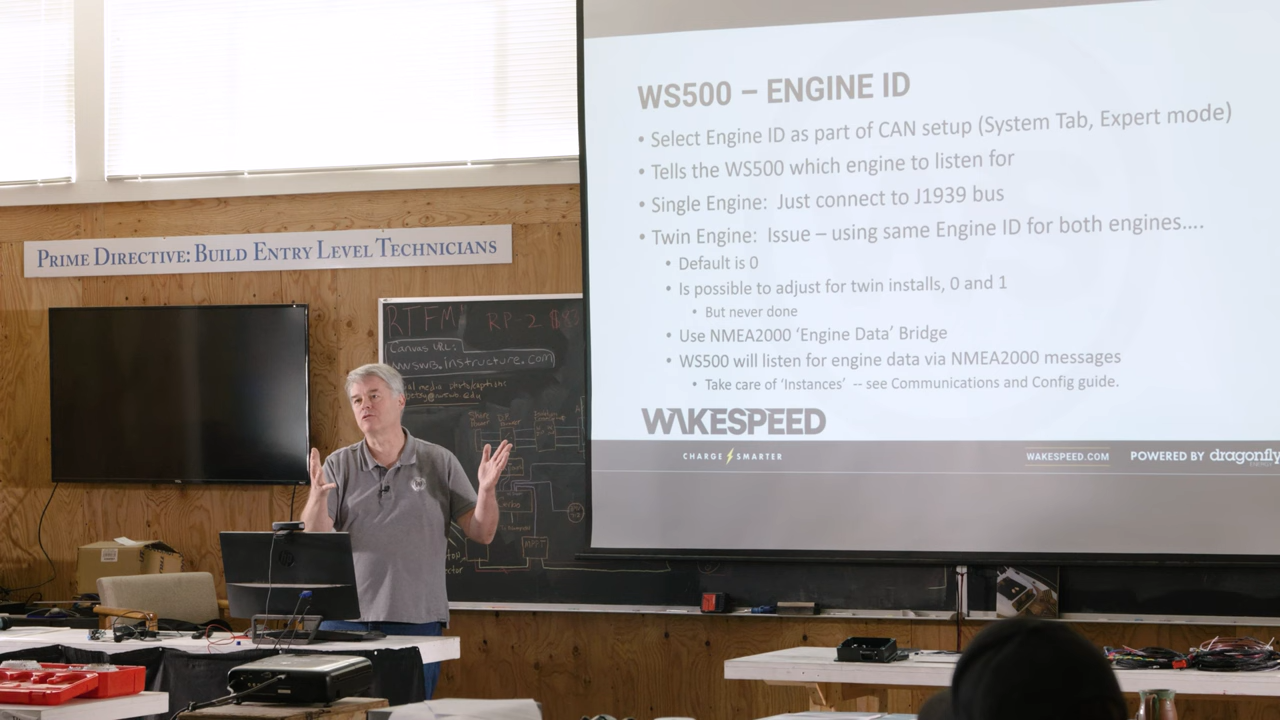 WS500 – ENGINE ID
• Select Engine ID as part of CAN setup (System Tab, Expert mode)
• Tells the WS500 which engine to listen for
• Single Engine: Just connect to J1939 bus
• Twin Engine: Issue – using same Engine ID for both engines....
• Default is 0
• Is possible to adjust for twin installs, 0 and 1
• But never done
• Use NMEA2000 'Engine Data' Bridge
• WS500 will listen for engine data via NMEA2000 messages
• Take care of 'Instances' -- see Communications and Config guide.
WAKESPEED
CHARGE SMARTER
WAKESPEED.COM
POWERED BY dragonfly
PRIME DIRECTIVE: BUILD ENTRY LEVEL TECHNICIANS
RTFM! RP-2
Canvas URL:
.instructure.com
media photo/captions
MPPT
hp